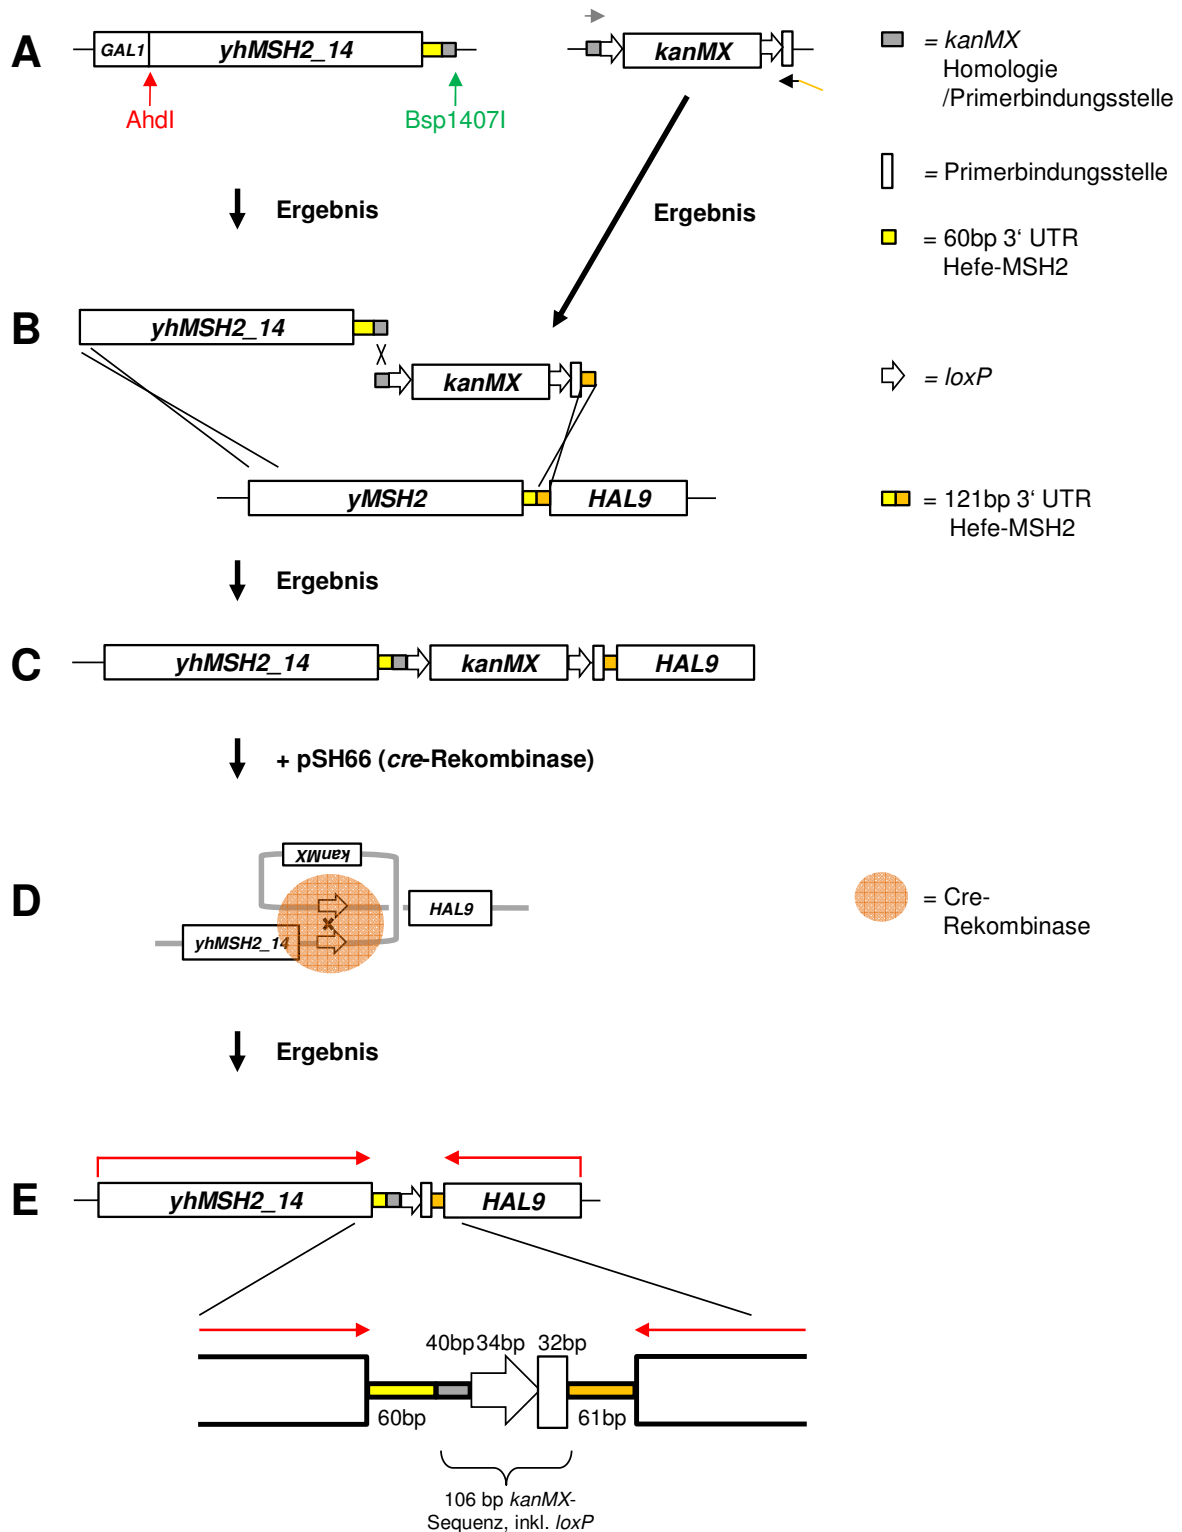 A
GAL1
yhMSH2_14
kanMX
AhdI
Bsp1407I
= kanMX
Homologie
/Primerbindungsstelle
= Primerbindungsstelle
= 60bp 3‘ UTR
Hefe-MSH2
= loxP
= 121bp 3‘ UTR
Hefe-MSH2
Ergebnis
Ergebnis
B
yhMSH2_14
kanMX
yMSH2
HAL9
Ergebnis
C
yhMSH2_14
kanMX
HAL9
+ pSH66 (cre-Rekombinase)
D
kanMX
HAL9
yhMSH2_14
x
= Cre-
Rekombinase
Ergebnis
E
yhMSH2_14
HAL9
40bp
34bp
32bp
60bp
61bp
106 bp kanMX-
Sequenz, inkl. loxP